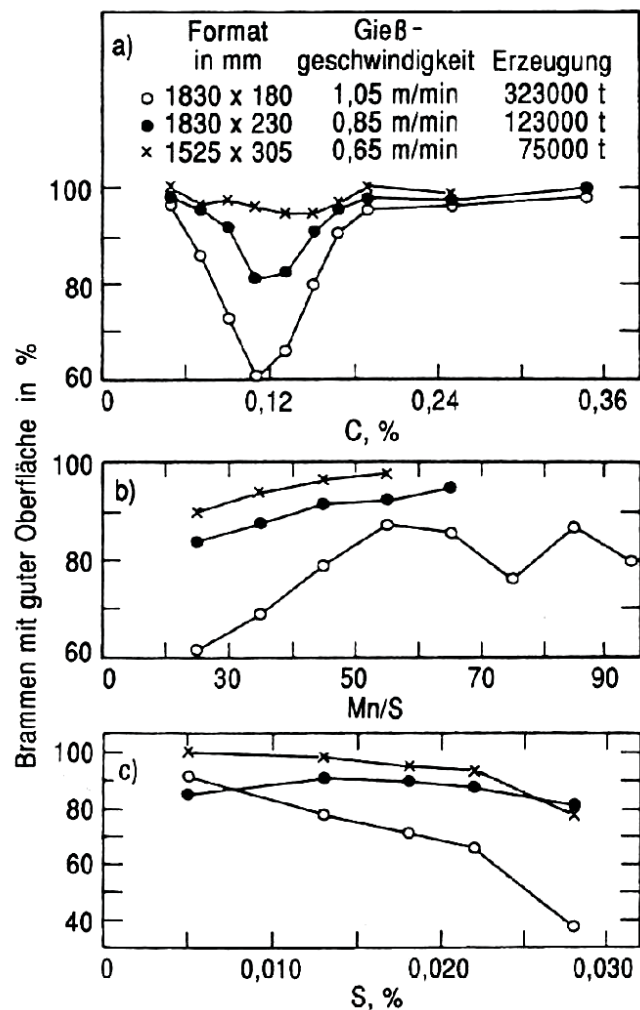 a)
Format in mm
Gieß-geschwindigkeit
Erzeugung
○ 1830 x 180 1,05 m/min 323000 t
● 1830 x 230 0,85 m/min 123000 t
× 1525 x 305 0,65 m/min 75000 t
100
80
60
0 0,12 0,24 0,36
C, %
Brammen mit guter Oberfläche in %
b)
100
80
60
0 30 50 70 90
Mn/S
c)
100
80
60
40
0 0,010 0,020 0,030
S, %